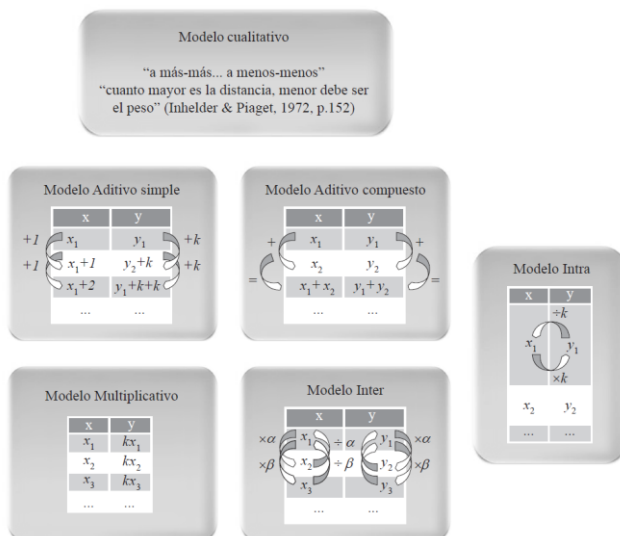 Modelo cualitativo
“a más-más... a menos-menos”
“cuanto mayor es la distancia, menor debe ser
el peso” (Inhelder & Piaget, 1972, p.152)
Modelo Aditivo simple
x y
+1 x₁ y₁ +k
+1 x₁+1 y₂+k +k
x₁+2 y₁+k+k
... ...
Modelo Aditivo compuesto
x y
+ x₁ y₁ +
x₂ y₂
= x₁+x₂ y₁+y₂ =
... ...
Modelo Intra
x y
÷k
x₁ y₁
×k
x₂ y₂
... ...
Modelo Multiplicativo
x y
x₁ kx₁
x₂ kx₂
x₃ kx₃
... ...
Modelo Inter
x y
×α x₁ ÷ α y₁ ×α
×β x₂ ÷ β y₂ ×β
x₃ y₃
... ...